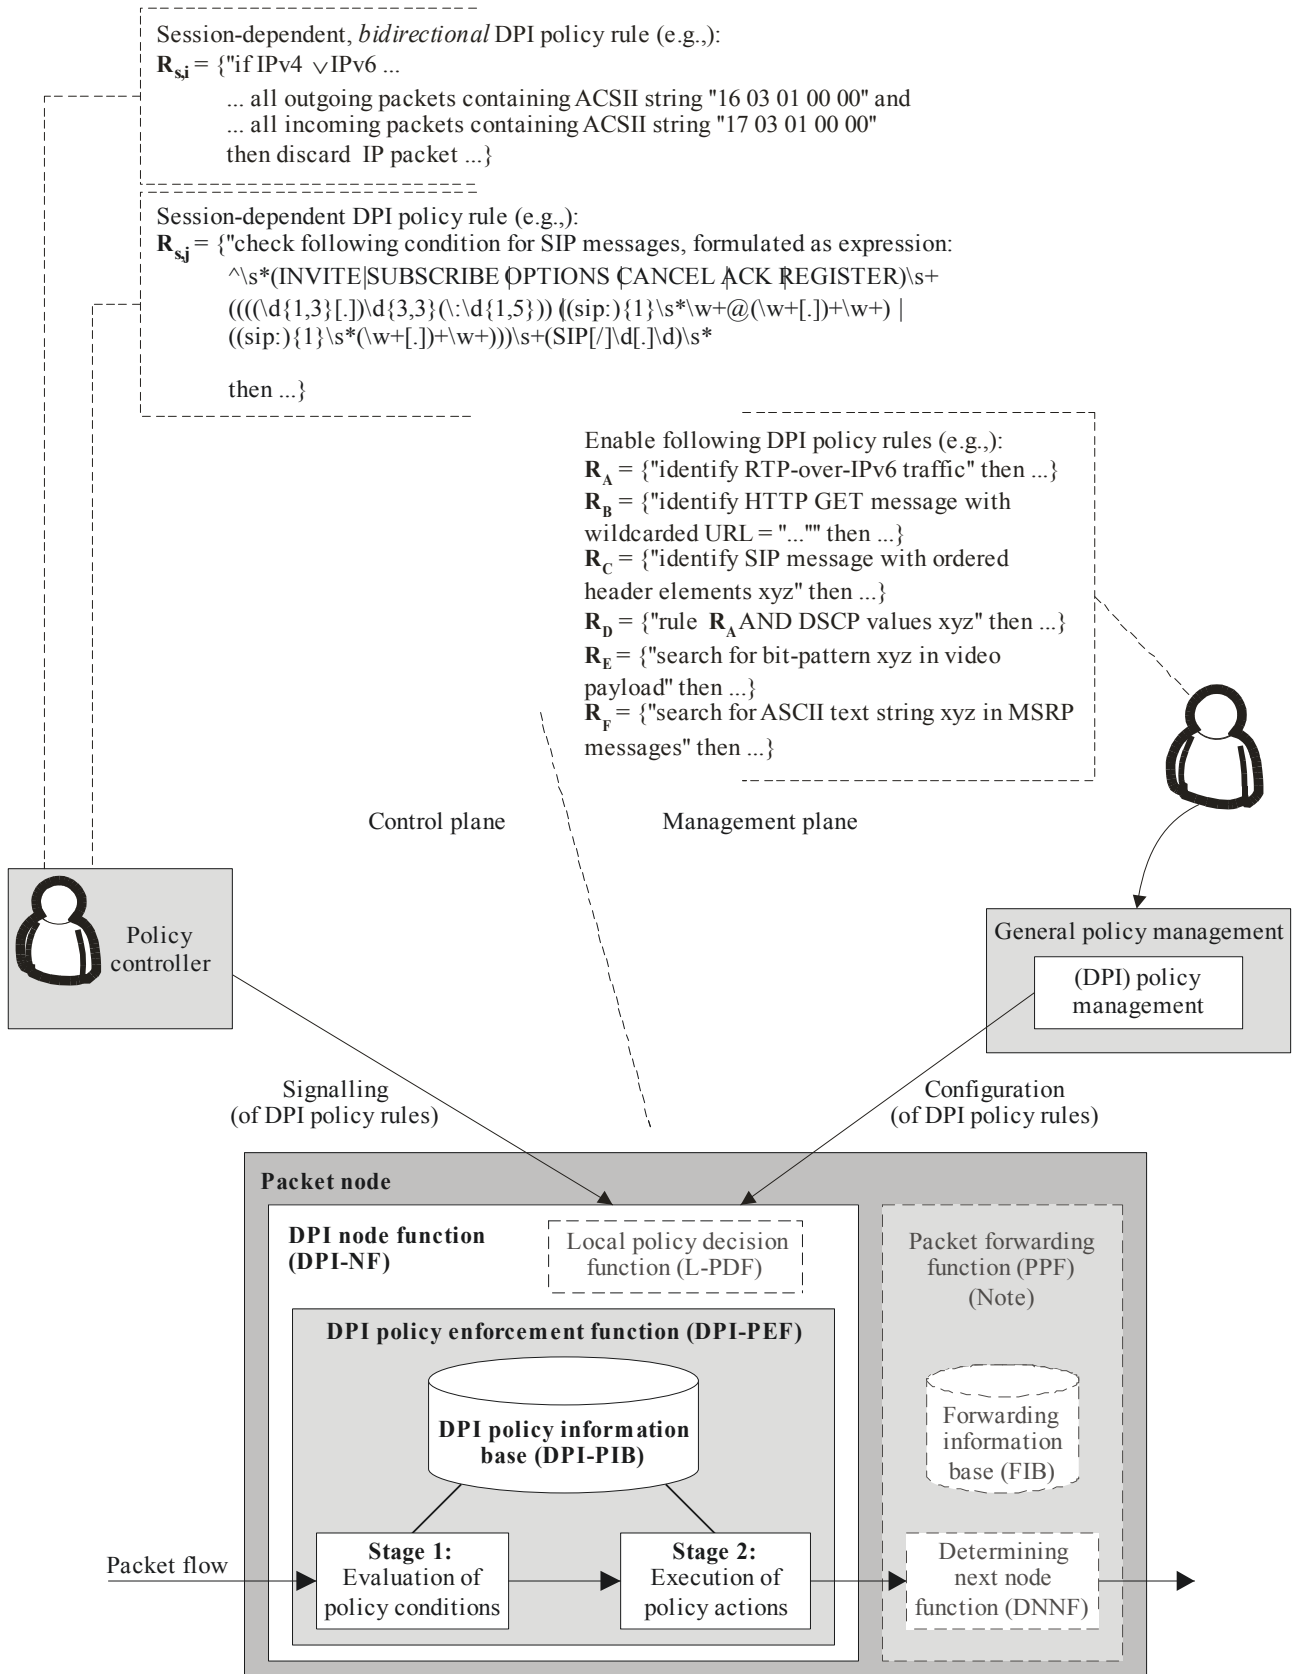 Session-dependent, bidirectional DPI policy rule (e.g.,):
R_s,i = {"if IPv4 ∨IPv6 ...
... all outgoing packets containing ACSII string "16 03 01 00 00" and
... all incoming packets containing ACSII string "17 03 01 00 00"
then discard IP packet ...}
Session-dependent DPI policy rule (e.g.,):
R_s,j = {"check following condition for SIP messages, formulated as expression:
^\s*(INVITE|SUBSCRIBE|OPTIONS|CANCEL|ACK|REGISTER)\s+
((((\d{1,3}[.])\d{3,3}(\:\d{1,5}))) |((sip:){1}\s*\w+@(\w+[.])+\w+) |
((sip:){1}\s*(\w+[.])+\w+)))\s+(SIP[/]\d[.]\d)\s*
then ...}
Enable following DPI policy rules (e.g.,):
R_A = {"identify RTP-over-IPv6 traffic" then ...}
R_B = {"identify HTTP GET message with
wildcarded URL = "..."" then ...}
R_C = {"identify SIP message with ordered
header elements xyz" then ...}
R_D = {"rule R_A AND DSCP values xyz" then ...}
R_E = {"search for bit-pattern xyz in video
payload" then ...}
R_F = {"search for ASCII text string xyz in MSRP
messages" then ...}
Control plane
Management plane
Policy
controller
General policy management
(DPI) policy
management
Signalling
(of DPI policy rules)
Configuration
(of DPI policy rules)
Packet node
DPI node function
(DPI-NF)
Local policy decision
function (L-PDF)
Packet forwarding
function (PPF)
(Note)
DPI policy enforcement function (DPI-PEF)
DPI policy information
base (DPI-PIB)
Forwarding
information
base (FIB)
Packet flow
Stage 1:
Evaluation of
policy conditions
Stage 2:
Execution of
policy actions
Determining
next node
function (DNNF)